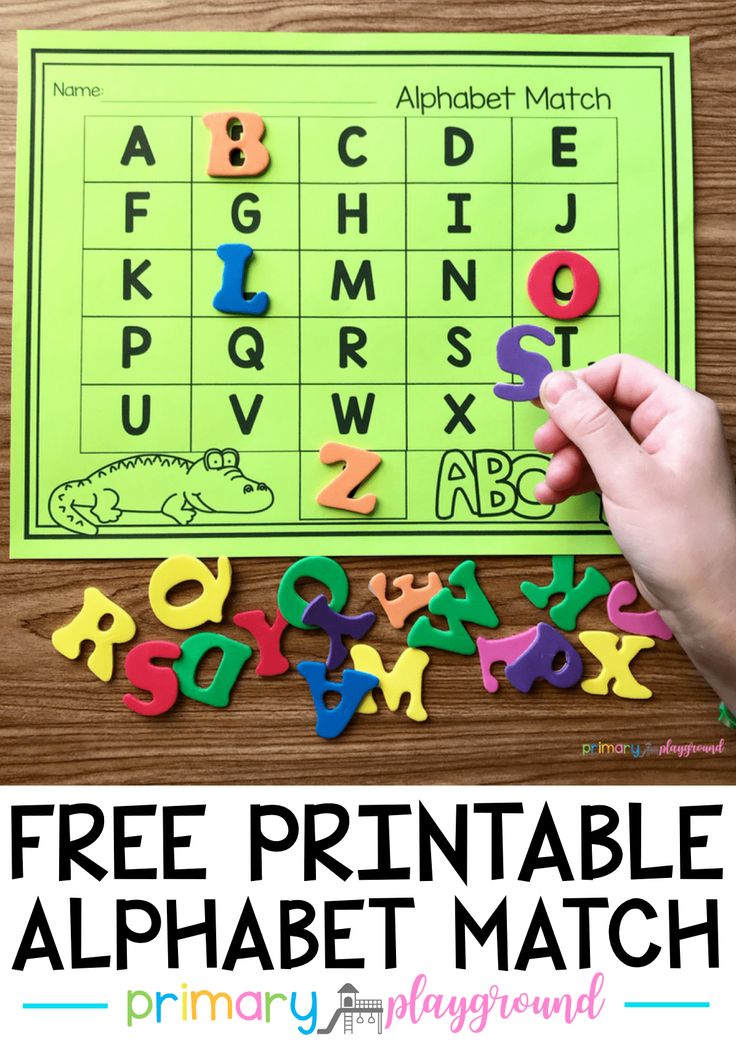 Name: Alphabet Match
A B C D E
F G H I J
K L M N O
P Q R S T
U V W X
Z ABC
S
R Q O E W K J
S D Y T M T P X
A
primary playground
FREE PRINTABLE
ALPHABET MATCH
primary playground